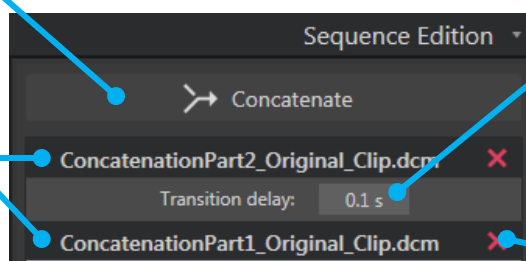 Sequence Edition
Concatenate
ConcatenationPart2_Original_Clip.dcm
Transition delay: 0.1 s
ConcatenationPart1_Original_Clip.dcm